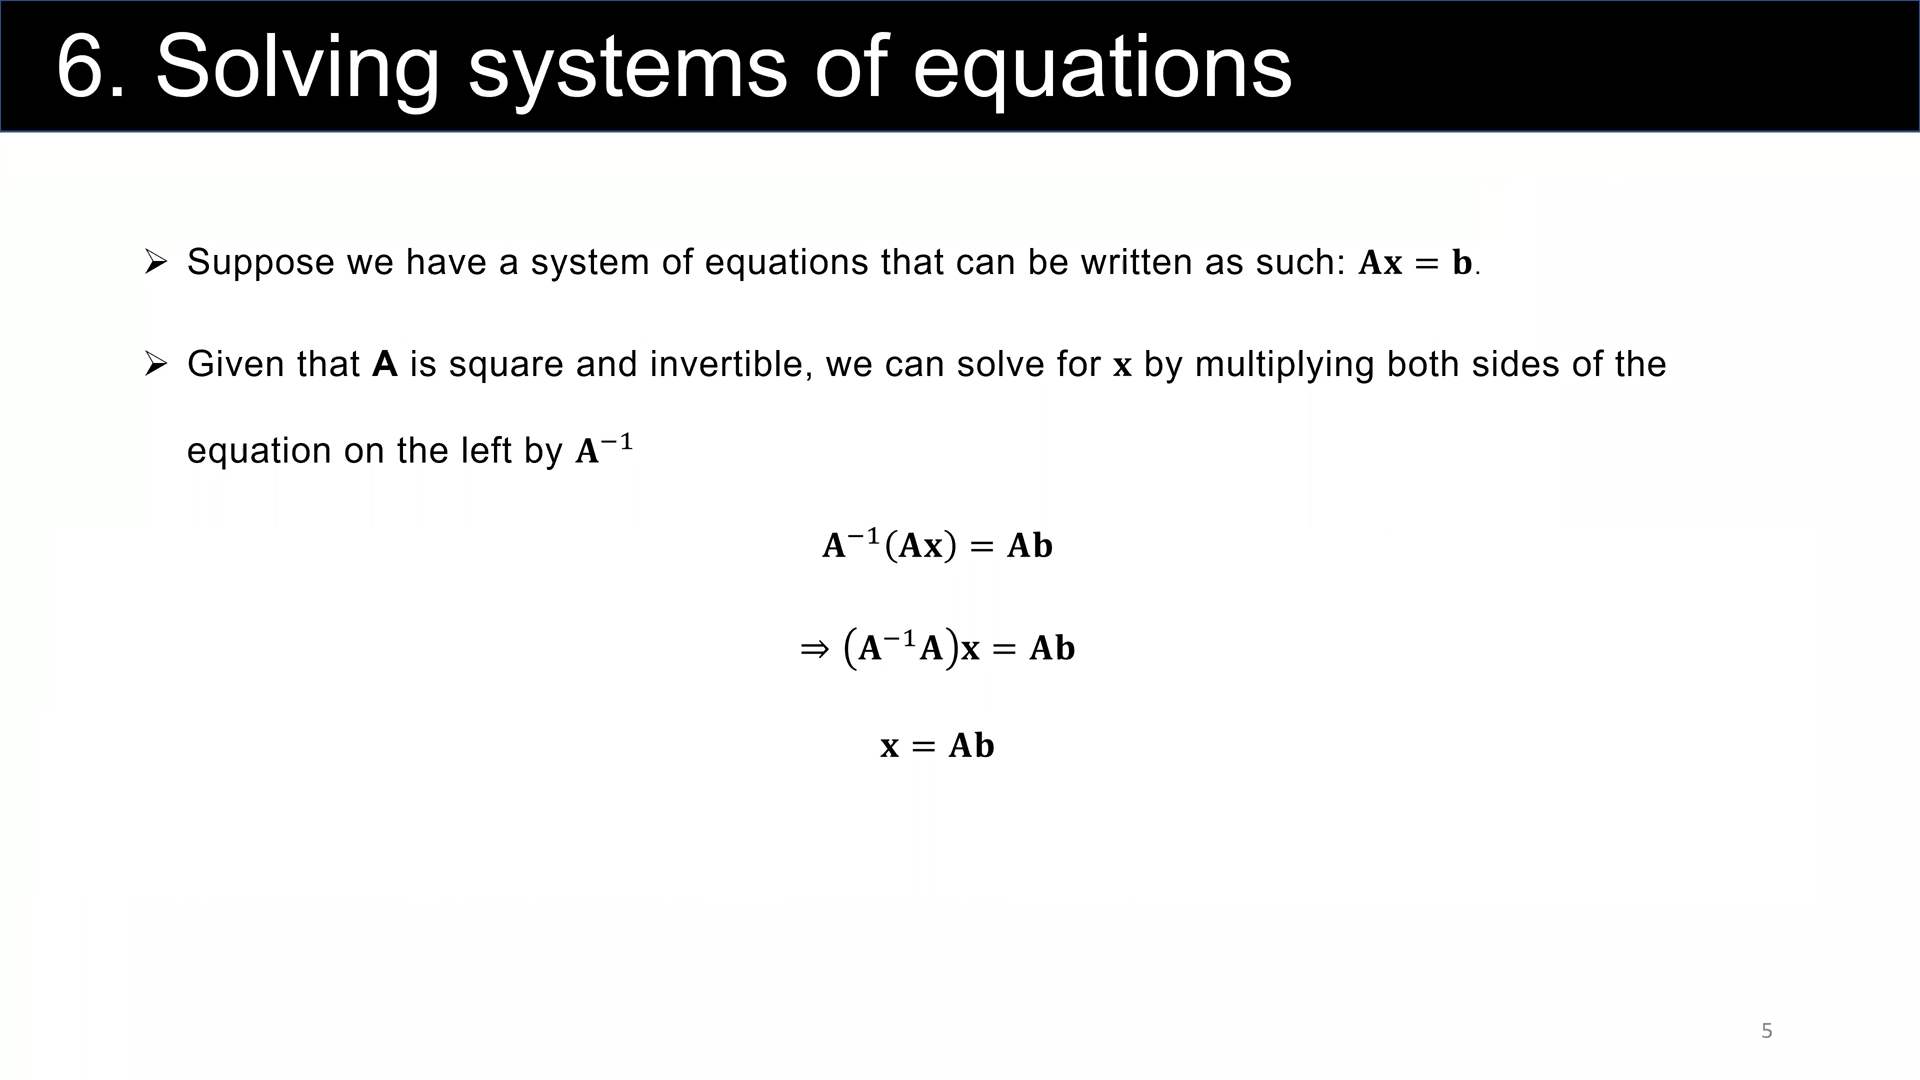 6. Solving systems of equations
➢ Suppose we have a system of equations that can be written as such: 𝐀𝐱 = 𝐛.
➢ Given that A is square and invertible, we can solve for 𝐱 by multiplying both sides of the
equation on the left by 𝐀⁻¹
𝐀⁻¹(𝐀𝐱) = 𝐀𝐛
⇒ (𝐀⁻¹𝐀)𝐱 = 𝐀𝐛
𝐱 = 𝐀𝐛
5